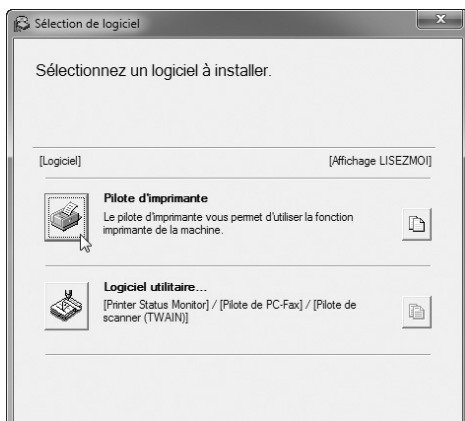 Sélection de logiciel
Sélectionnez un logiciel à installer.
[Logiciel]
[Affichage LISEZMOI]
Pilote d'imprimante
Le pilote d'imprimante vous permet d'utiliser la fonction
imprimante de la machine.
Logiciel utilitaire...
[Printer Status Monitor] / [Pilote de PC-Fax] / [Pilote de
scanner (TWAIN)]